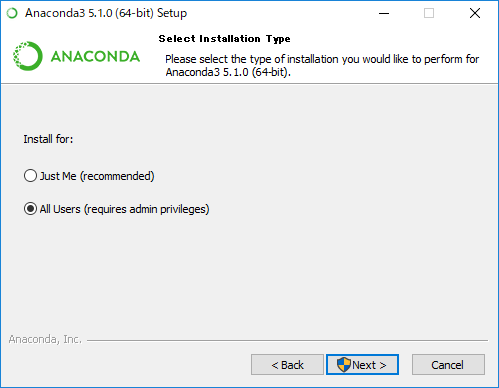 Anaconda3 5.1.0 (64-bit) Setup
Select Installation Type
ANACONDA
Please select the type of installation you would like to perform for
Anaconda3 5.1.0 (64-bit).
Install for:
Just Me (recommended)
All Users (requires admin privileges)
Anaconda, Inc.
< Back
Next >
Cancel